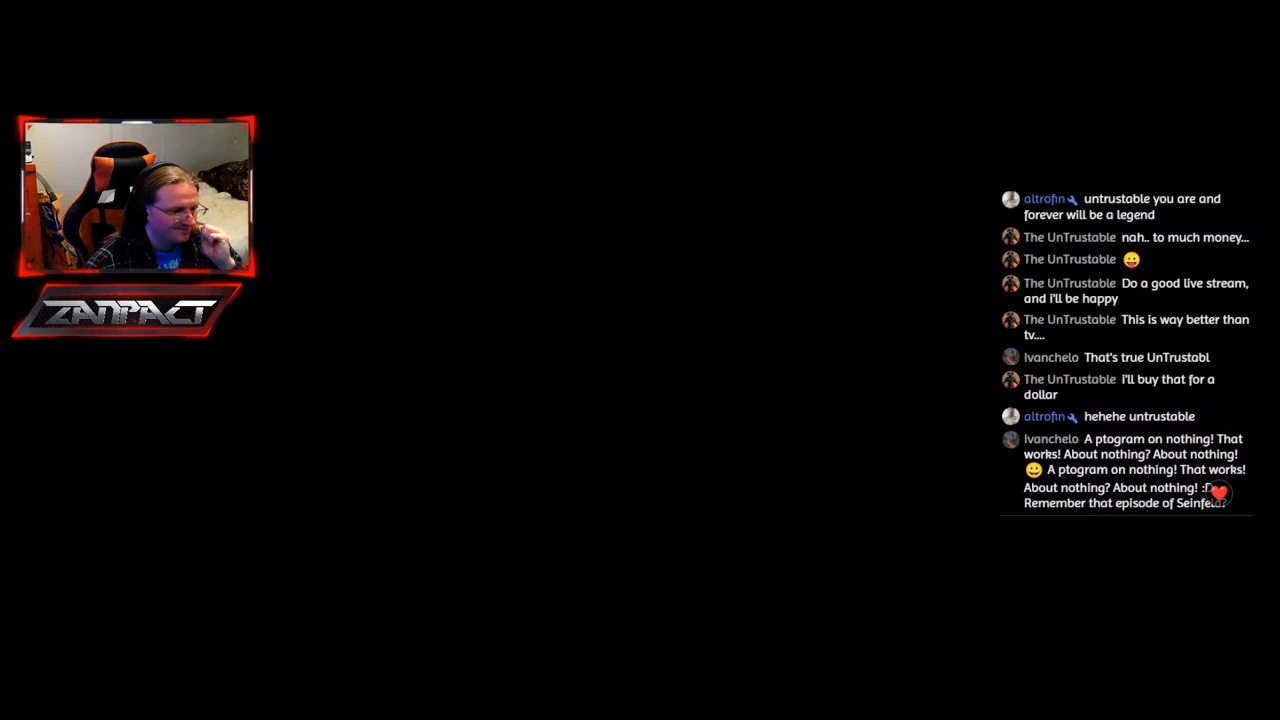 ZANPACT
altrofin untrustable you are and
forever will be a legend
The UnTrustable nah.. to much money...
The UnTrustable 😛
The UnTrustable Do a good live stream,
and i'll be happy
The UnTrustable This is way better than
tv....
Ivanchelo That's true UnTrustabl
The UnTrustable i'll buy that for a
dollar
altrofin hehehe untrustable
Ivanchelo A ptogram on nothing! That
works! About nothing? About nothing!
😀 A ptogram on nothing! That works!
About nothing? About nothing! :D
Remember that episode of Seinfeld?